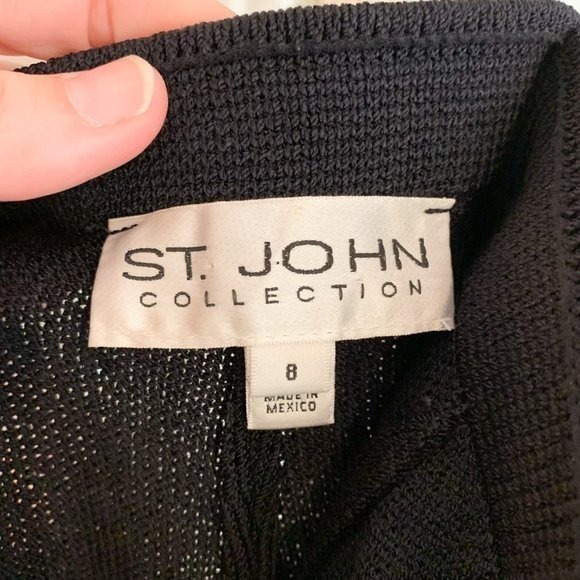 ST. JOHN
COLLECTION
8
MADE IN
MEXICO